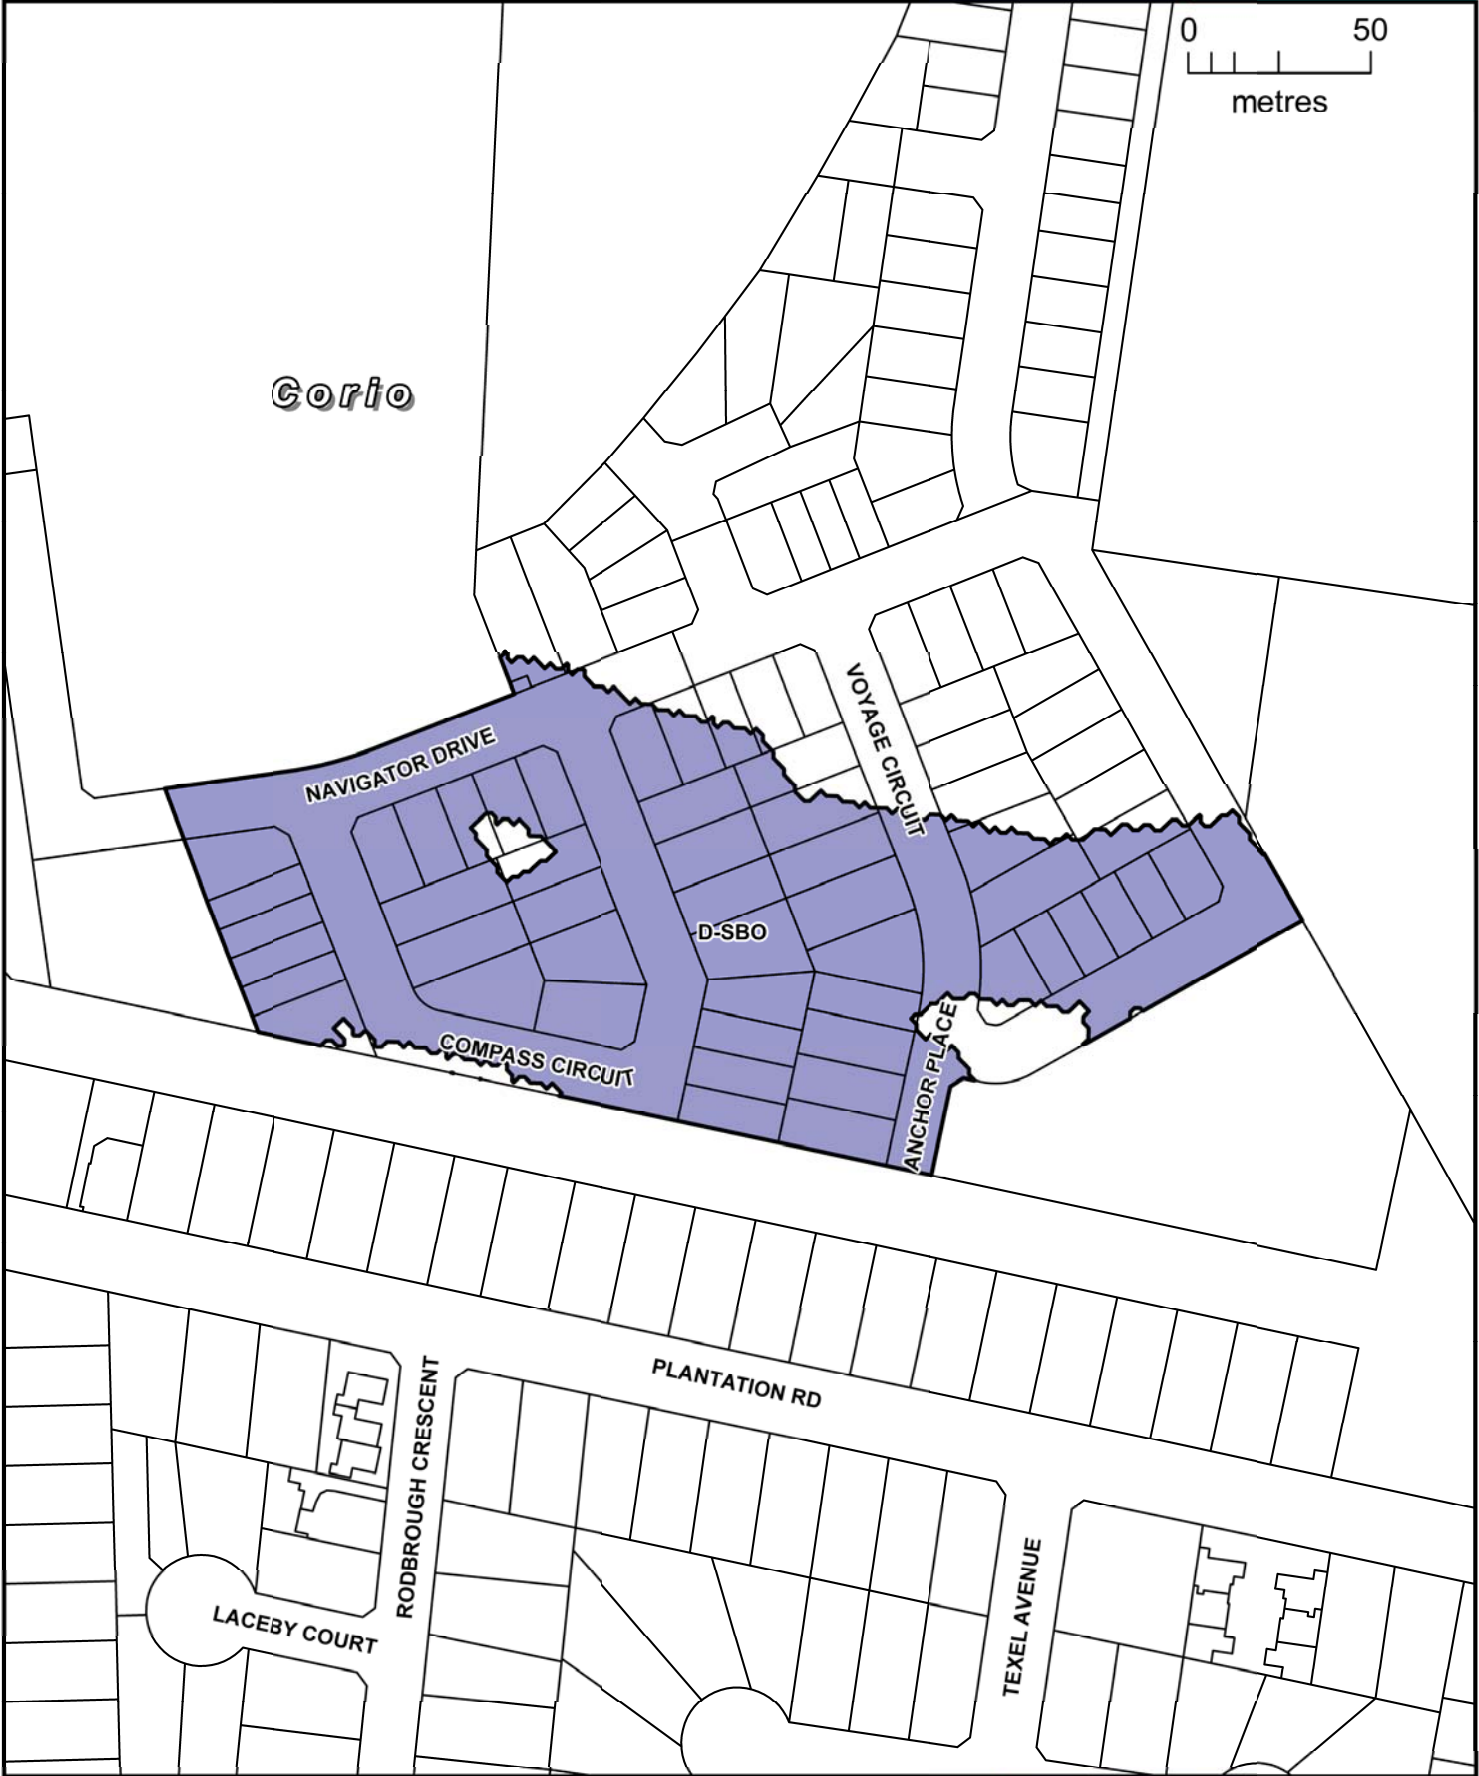 0 50
metres
Corio
VOYAGE CIRCUIT
NAVIGATOR DRIVE
D-SBO
COMPASS CIRCUIT
ANCHOR PLACE
PLANTATION RD
RODBROUGH CRESCENT
TEXEL AVENUE
LACEBY COURT